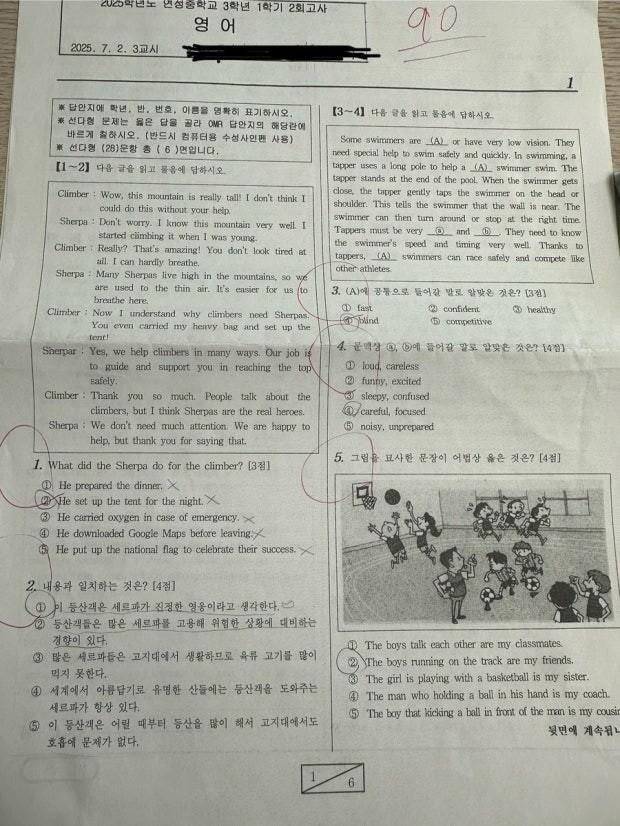 2025학년도 연성중학교 3학년 1학기 2회고사
영 어
2025. 7. 2. 3교시
90
1
※ 답안지에 학년, 반, 번호, 이름을 명확히 표기하시오.
※ 선다형 문제는 옳은 답을 골라 OMR 답안지의 해당란에
바르게 칠하시오. (반드시 컴퓨터용 수성사인펜 사용)
※ 선다형 (28)문항 총 ( 6 )면입니다.
【1~2】 다음 글을 읽고 물음에 답하시오.
Climber : Wow, this mountain is really tall! I don't think I
could do this without your help.
Sherpa : Don't worry. I know this mountain very well. I
started climbing it when I was young.
Climber : Really? That's amazing! You don't look tired at
all. I can hardly breathe.
Sherpa : Many Sherpas live high in the mountains, so we
are used to the thin air. It's easier for us to
breathe here.
Climber : Now I understand why climbers need Sherpas.
You even carried my heavy bag and set up the
tent!
Sherpar : Yes, we help climbers in many ways. Our job is
to guide and support you in reaching the top
safely.
Climber : Thank you so much. People talk about the
climbers, but I think Sherpas are the real heroes.
Sherpa : We don't need much attention. We are happy to
help, but thank you for saying that.
1. What did the Sherpa do for the climber? [3점]
① He prepared the dinner.
② He set up the tent for the night.
③ He carried oxygen in case of emergency.
④ He downloaded Google Maps before leaving.
⑤ He put up the national flag to celebrate their success.
2. 내용과 일치하는 것은? [4점]
① 이 등산객은 세르파가 진정한 영웅이라고 생각한다.
② 등산객들은 많은 세르파를 고용해 위험한 상황에 대비하는
경향이 있다.
③ 많은 세르파들은 고지대에서 생활하므로 육류 고기를 많이
먹지 못한다.
④ 세계에서 아름답기로 유명한 산들에는 등산객을 도와주는
세르파가 항상 있다.
⑤ 이 등산객은 어릴 때부터 등산을 많이 해서 고지대에서도
호흡에 문제가 없다.
【3~4】 다음 글을 읽고 물음에 답하시오.
Some swimmers are (A) or have very low vision. They
need special help to swim safely and quickly. In swimming, a
tapper uses a long pole to help a (A) swimmer swim. The
tapper stands at the end of the pool. When the swimmer gets
close, the tapper gently taps the swimmer on the head or
shoulder. This tells the swimmer that the wall is near. The
swimmer can then turn around or stop at the right time.
Tappers must be very ⓐ and ⓑ. They need to know
the swimmer's speed and timing very well. Thanks to
tappers, (A) swimmers can race safely and compete like
other athletes.
3. (A)에 공통으로 들어갈 말로 알맞은 것은? [3점]
① fast ② confident ③ healthy
④ blind ⑤ competitive
4. 문맥상 ⓐ, ⓑ에 들어갈 말로 알맞은 것은? [4점]
① loud, careless
② funny, excited
③ sleepy, confused
④ careful, focused
⑤ noisy, unprepared
5. 그림을 묘사한 문장이 어법상 옳은 것은? [4점]
① The boys talk each other are my classmates.
② The boys running on the track are my friends.
③ The girl is playing with a basketball is my sister.
④ The man who holding a ball in his hand is my coach.
⑤ The boy that kicking a ball in front of the man is my cousin
뒷면에 계속됩니
1
6